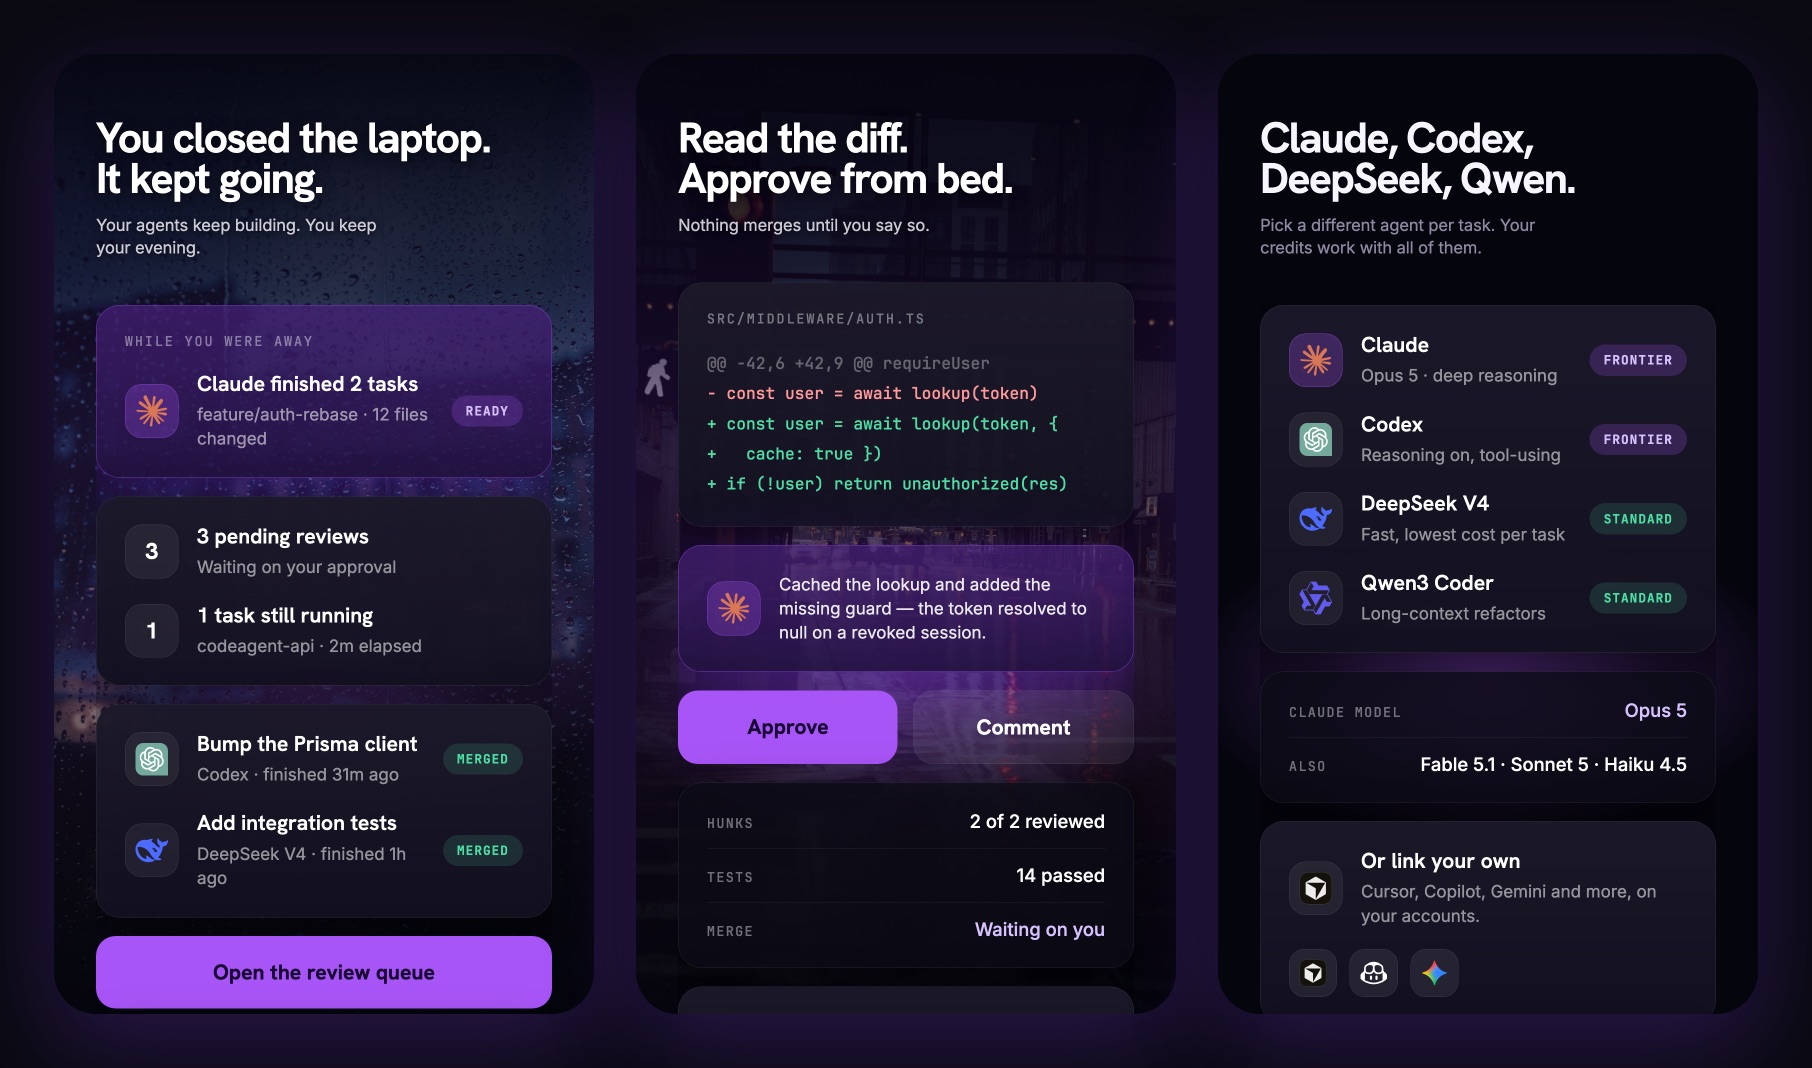 You closed the laptop.
It kept going.
Your agents keep building. You keep
your evening.
WHILE YOU WERE AWAY
Claude finished 2 tasks
feature/auth-rebase · 12 files
changed
READY
3
3 pending reviews
Waiting on your approval
1
1 task still running
codeagent-api · 2m elapsed
Bump the Prisma client
Codex · finished 31m ago
MERGED
Add integration tests
DeepSeek V4 · finished 1h
ago
MERGED
Open the review queue
Read the diff.
Approve from bed.
Nothing merges until you say so.
SRC/MIDDLEWARE/AUTH.TS
@@ -42,6 +42,9 @@ requireUser
- const user = await lookup(token)
+ const user = await lookup(token, {
+   cache: true })
+ if (!user) return unauthorized(res)
Cached the lookup and added the
missing guard — the token resolved to
null on a revoked session.
Approve
Comment
HUNKS
2 of 2 reviewed
TESTS
14 passed
MERGE
Waiting on you
Claude, Codex,
DeepSeek, Qwen.
Pick a different agent per task. Your
credits work with all of them.
Claude
Opus 5 · deep reasoning
FRONTIER
Codex
Reasoning on, tool-using
FRONTIER
DeepSeek V4
Fast, lowest cost per task
STANDARD
Qwen3 Coder
Long-context refactors
STANDARD
CLAUDE MODEL
Opus 5
ALSO
Fable 5.1 · Sonnet 5 · Haiku 4.5
Or link your own
Cursor, Copilot, Gemini and more, on
your accounts.